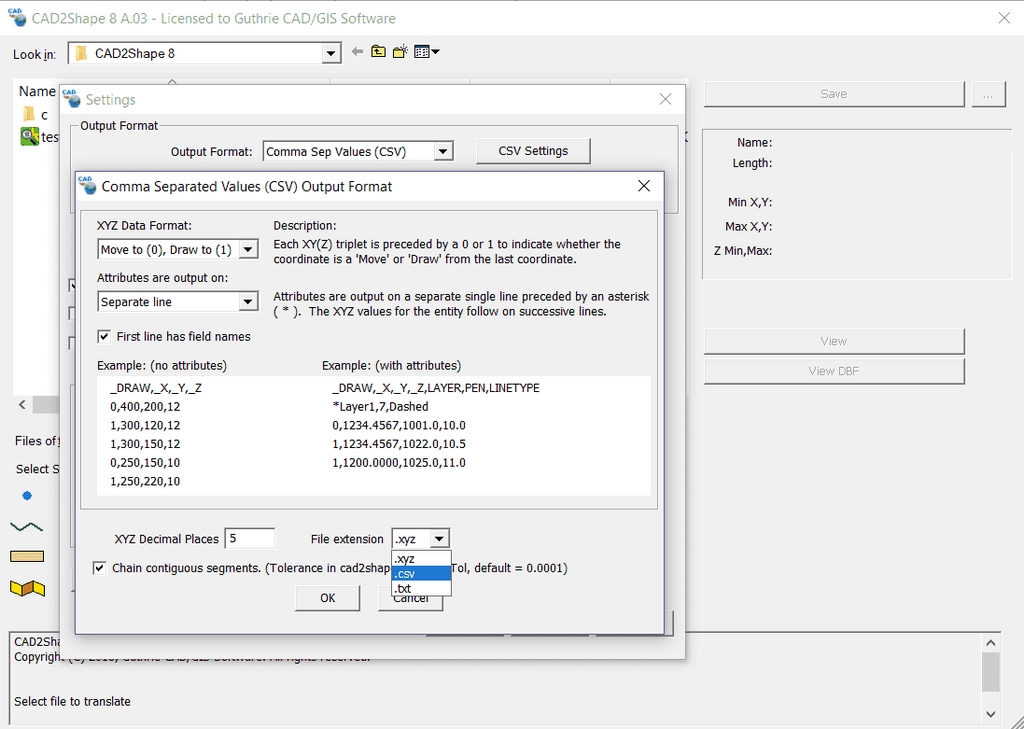 CAD
CAD2Shape 8 A.03 - Licensed to Guthrie CAD/GIS Software
Look in: CAD2Shape 8
Name
c
tes
Save
...
Name:
Length:
Min X,Y:
Max X,Y:
Z Min,Max:
View
View DBF
CAD
Settings
Output Format
Output Format: Comma Sep Values (CSV) CSV Settings
CAD
Comma Separated Values (CSV) Output Format
XYZ Data Format:
Move to (0), Draw to (1)
Description:
Each XY(Z) triplet is preceded by a 0 or 1 to indicate whether the
coordinate is a 'Move' or 'Draw' from the last coordinate.
Attributes are output on:
Separate line
Attributes are output on a separate single line preceded by an asterisk
( * ). The XYZ values for the entity follow on successive lines.
First line has field names
Example: (no attributes)
_DRAW,_X,_Y,_Z
0,400,200,12
1,300,120,12
1,300,150,12
0,250,150,10
1,250,220,10
Example: (with attributes)
_DRAW,_X,_Y,_Z,LAYER,PEN,LINETYPE
*Layer1,7,Dashed
0,1234.4567,1001.0,10.0
1,1234.4567,1022.0,10.5
1,1200.0000,1025.0,11.0
XYZ Decimal Places 5
File extension .xyz
.xyz
.csv
.txt
Chain contiguous segments. (Tolerance in cad2shap Tol, default = 0.0001)
OK
Cancel
Files of
Select S
CAD2Sha
Copyright (C) Guthrie CAD/GIS Software. All rights reserved.
Select file to translate